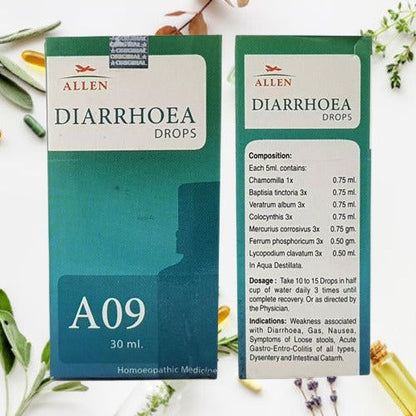 ORIGINAL
ALLEN
DIARRHOEA
DROPS
A09
30 ml.
Homoeopathic Medicine
ALLEN
DIARRHOEA
DROPS
Composition:
Each 5ml. contains:
Chamomilla 1x 0.75 ml.
Baptisia tinctoria 3x 0.75 ml.
Veratrum album 3x 0.75 ml.
Colocynthis 3x 0.75 ml.
Mercurius corrosivus 3x 0.75 gm.
Ferrum phosphoricum 3x 0.50 gm.
Lycopodium clavatum 3x 0.50 ml.
In Aqua Destillata.
Dosage : Take 10 to 15 Drops in half
cup of water daily 3 times until
complete recovery. Or as directed by
the Physician.
Indications: Weakness associated
with Diarrhoea, Gas, Nausea,
Symptoms of Loose stools, Acute
Gastro-Entro-Colitis of all types,
Dysentery and Intestinal Catarrh.